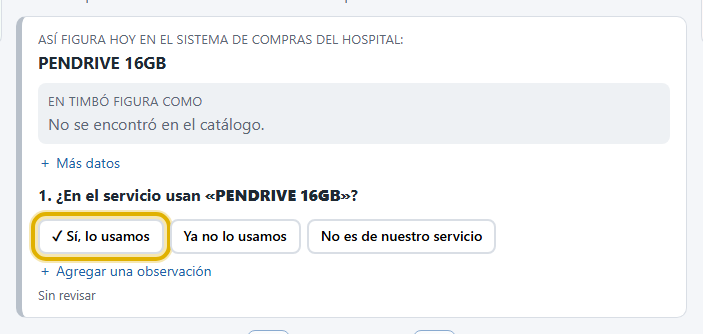 ASÍ FIGURA HOY EN EL SISTEMA DE COMPRAS DEL HOSPITAL:
PENDRIVE 16GB
EN TIMBÓ FIGURA COMO
No se encontró en el catálogo.
+ Más datos
1. ¿En el servicio usan «PENDRIVE 16GB»?
✓ Sí, lo usamos Ya no lo usamos No es de nuestro servicio
+ Agregar una observación
Sin revisar